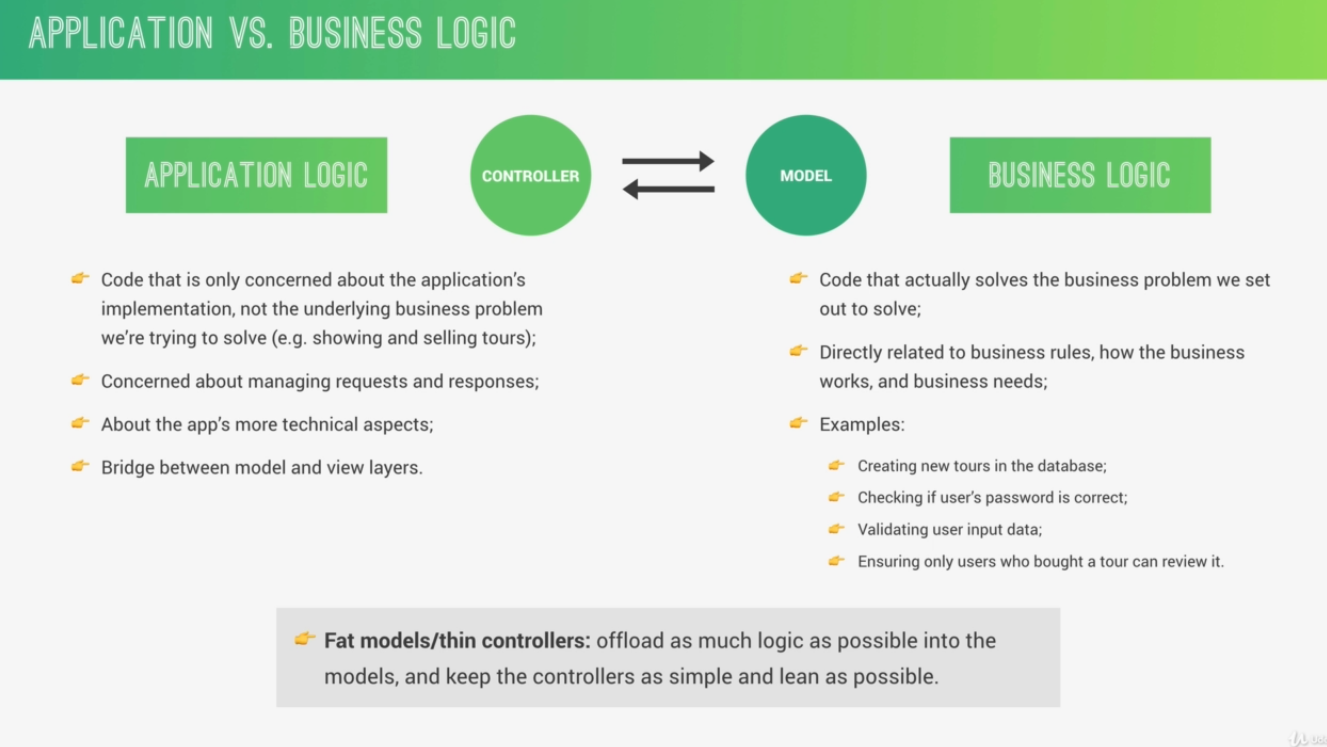 APPLICATION VS. BUSINESS LOGIC
APPLICATION LOGIC
CONTROLLER
MODEL
BUSINESS LOGIC
Code that is only concerned about the application's
implementation, not the underlying business problem
we're trying to solve (e.g. showing and selling tours);
Concerned about managing requests and responses;
About the app's more technical aspects;
Bridge between model and view layers.
Code that actually solves the business problem we set
out to solve;
Directly related to business rules, how the business
works, and business needs;
Examples:
Creating new tours in the database;
Checking if user's password is correct;
Validating user input data;
Ensuring only users who bought a tour can review it.
Fat models/thin controllers: offload as much logic as possible into the
models, and keep the controllers as simple and lean as possible.